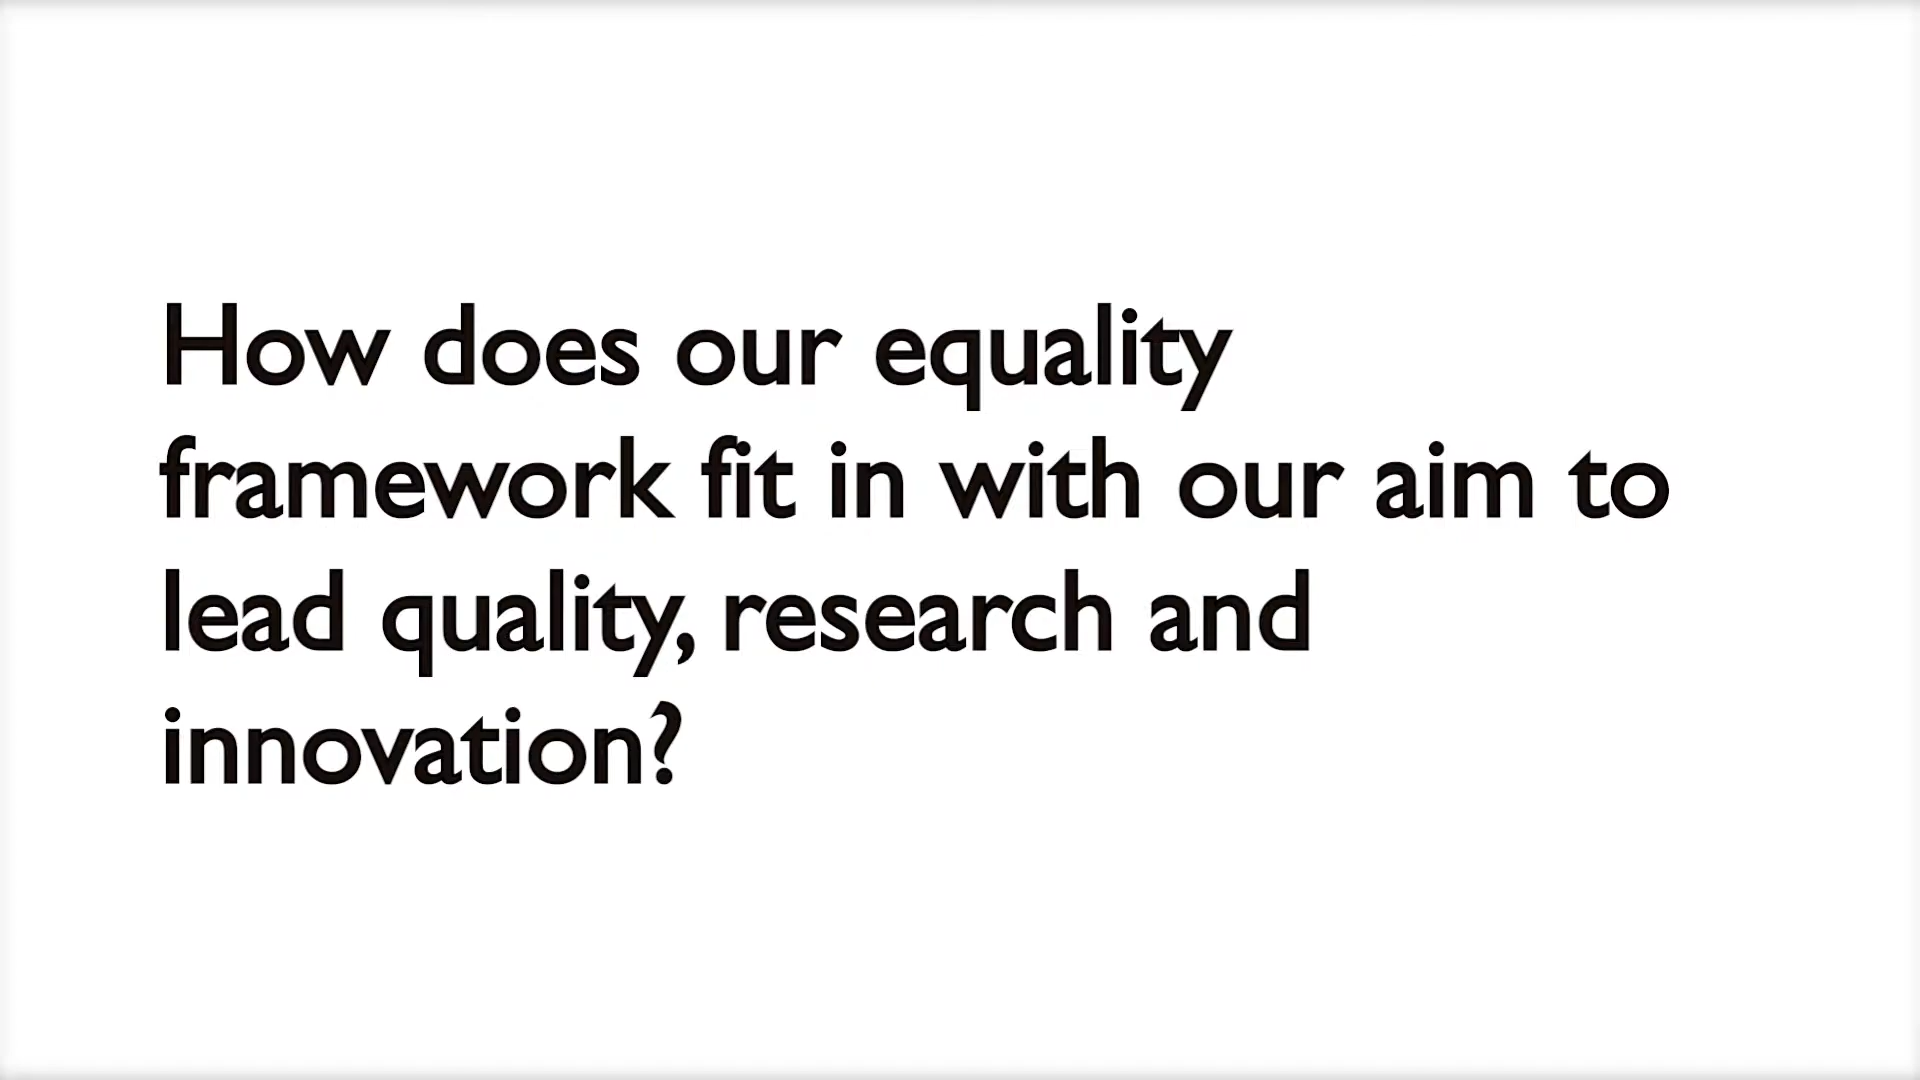 How does our equality
framework fit in with our aim to
lead quality, research and
innovation?